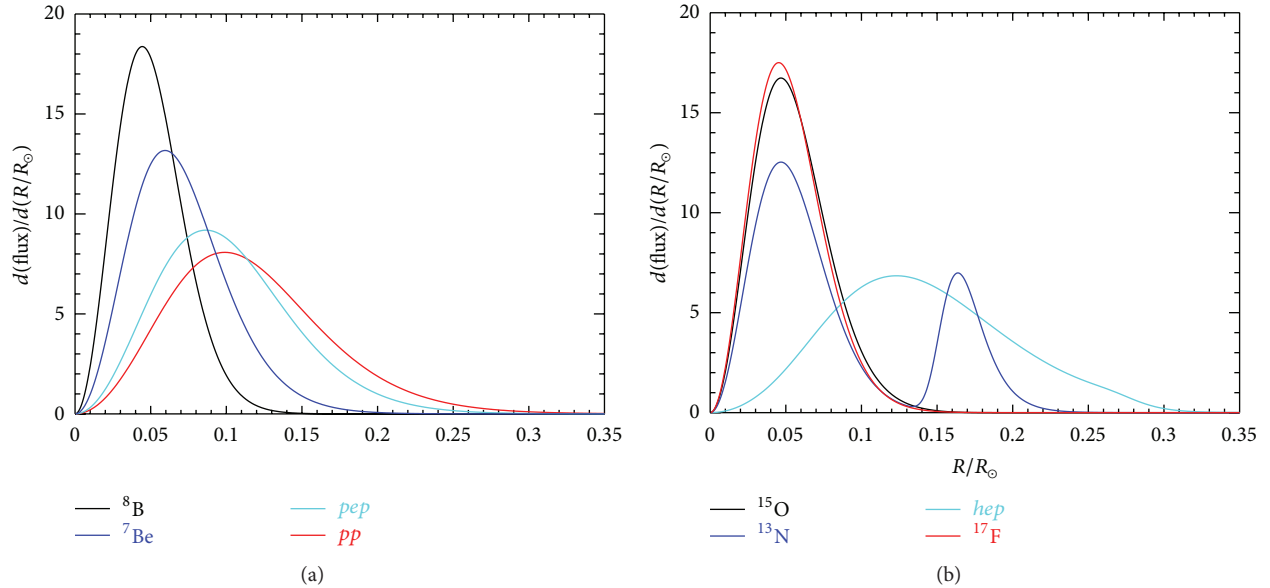 20
15
10
5
0
d(flux)/d(R/R⊙)
0 0.05 0.1 0.15 0.2 0.25 0.3 0.35
⁸B pep
⁷Be pp
(a)
20
15
10
5
0
d(flux)/d(R/R⊙)
0 0.05 0.1 0.15 0.2 0.25 0.3 0.35
R/R⊙
¹⁵O hep
¹³N ¹⁷F
(b)